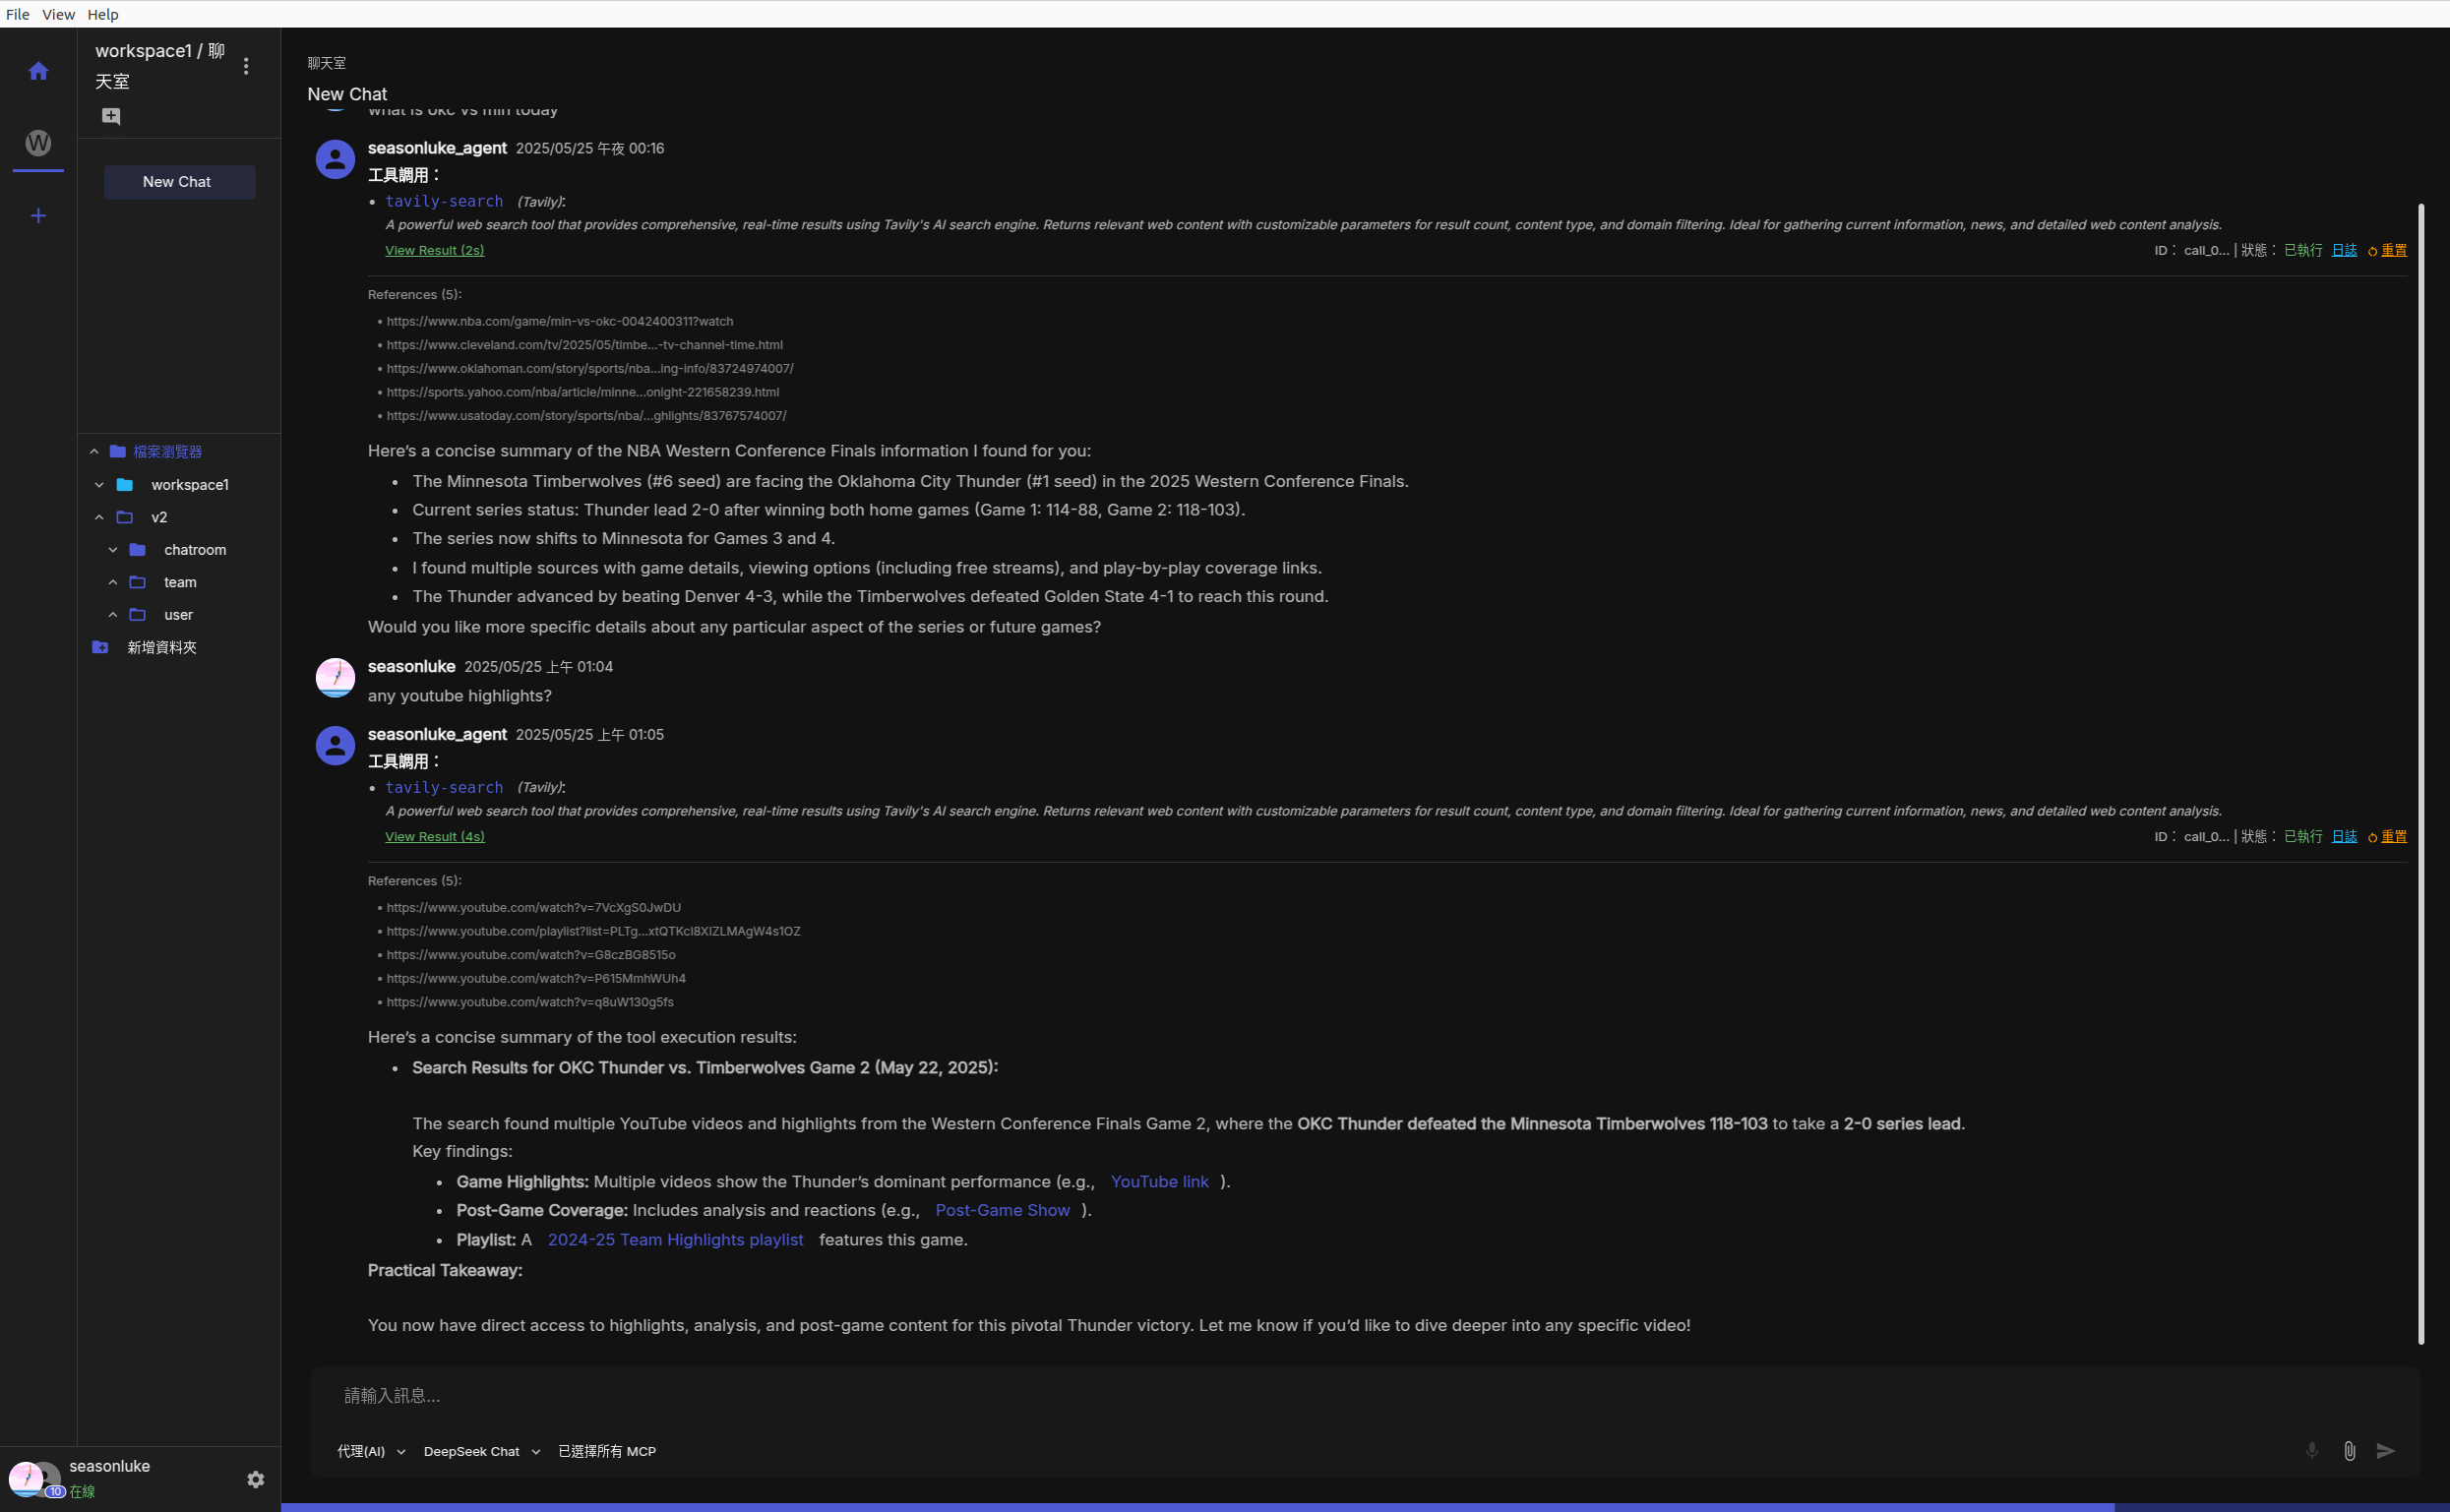 File View Help
workspace1 / 聊
天室
W
New Chat
檔案瀏覽器
workspace1
v2
chatroom
team
user
新增資料夾
seasonluke
10
在線
聊天室
New Chat
what is okc vs min today
seasonluke_agent 2025/05/25 午夜 00:16
工具調用：
• tavily-search (Tavily):
A powerful web search tool that provides comprehensive, real-time results using Tavily's AI search engine. Returns relevant web content with customizable parameters for result count, content type, and domain filtering. Ideal for gathering current information, news, and detailed web content analysis.
View Result (2s)
ID： call_0... | 狀態： 已執行 日誌 重置
References (5):
• https://www.nba.com/game/min-vs-okc-0042400311?watch
• https://www.cleveland.com/tv/2025/05/timbe...-tv-channel-time.html
• https://www.oklahoman.com/story/sports/nba...ing-info/83724974007/
• https://sports.yahoo.com/nba/article/minne...onight-221658239.html
• https://www.usatoday.com/story/sports/nba/...ghlights/83767574007/
Here’s a concise summary of the NBA Western Conference Finals information I found for you:
• The Minnesota Timberwolves (#6 seed) are facing the Oklahoma City Thunder (#1 seed) in the 2025 Western Conference Finals.
• Current series status: Thunder lead 2-0 after winning both home games (Game 1: 114-88, Game 2: 118-103).
• The series now shifts to Minnesota for Games 3 and 4.
• I found multiple sources with game details, viewing options (including free streams), and play-by-play coverage links.
• The Thunder advanced by beating Denver 4-3, while the Timberwolves defeated Golden State 4-1 to reach this round.
Would you like more specific details about any particular aspect of the series or future games?
seasonluke 2025/05/25 上午 01:04
any youtube highlights?
seasonluke_agent 2025/05/25 上午 01:05
工具調用：
• tavily-search (Tavily):
A powerful web search tool that provides comprehensive, real-time results using Tavily's AI search engine. Returns relevant web content with customizable parameters for result count, content type, and domain filtering. Ideal for gathering current information, news, and detailed web content analysis.
View Result (4s)
ID： call_0... | 狀態： 已執行 日誌 重置
References (5):
• https://www.youtube.com/watch?v=7VcXgS0JwDU
• https://www.youtube.com/playlist?list=PLTg...xtQTKcl8XIZLMAgW4s1OZ
• https://www.youtube.com/watch?v=G8czBG8515o
• https://www.youtube.com/watch?v=P615MmhWUh4
• https://www.youtube.com/watch?v=q8uW130g5fs
Here’s a concise summary of the tool execution results:
• Search Results for OKC Thunder vs. Timberwolves Game 2 (May 22, 2025):
The search found multiple YouTube videos and highlights from the Western Conference Finals Game 2, where the OKC Thunder defeated the Minnesota Timberwolves 118-103 to take a 2-0 series lead.
Key findings:
• Game Highlights: Multiple videos show the Thunder’s dominant performance (e.g., YouTube link ).
• Post-Game Coverage: Includes analysis and reactions (e.g., Post-Game Show ).
• Playlist: A 2024-25 Team Highlights playlist features this game.
Practical Takeaway:
You now have direct access to highlights, analysis, and post-game content for this pivotal Thunder victory. Let me know if you’d like to dive deeper into any specific video!
請輸入訊息...
代理(AI) DeepSeek Chat 已選擇所有 MCP